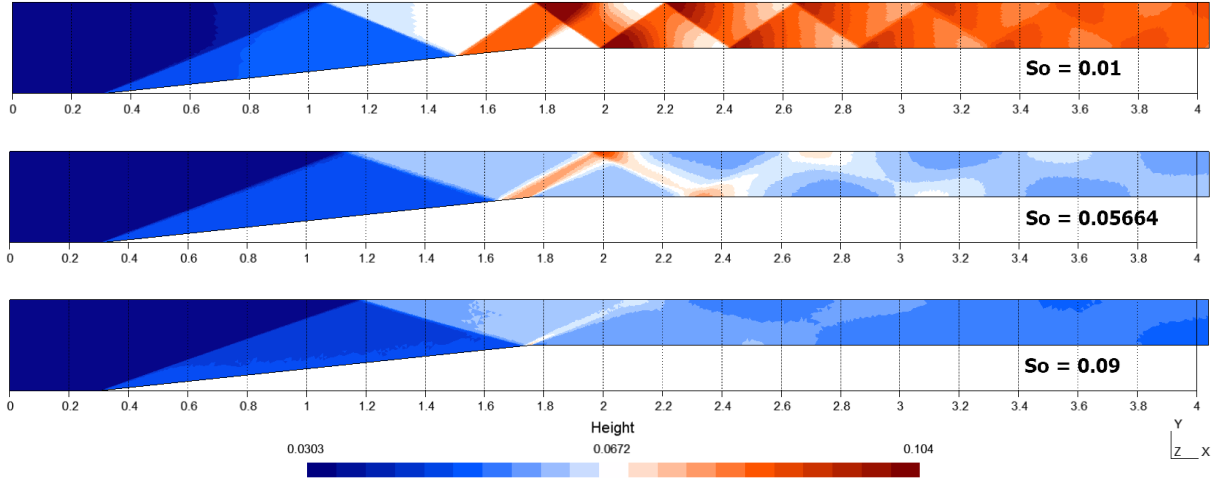 So = 0.01
0 0.2 0.4 0.6 0.8 1 1.2 1.4 1.6 1.8 2 2.2 2.4 2.6 2.8 3 3.2 3.4 3.6 3.8 4
So = 0.05664
0 0.2 0.4 0.6 0.8 1 1.2 1.4 1.6 1.8 2 2.2 2.4 2.6 2.8 3 3.2 3.4 3.6 3.8 4
So = 0.09
0 0.2 0.4 0.6 0.8 1 1.2 1.4 1.6 1.8 2 2.2 2.4 2.6 2.8 3 3.2 3.4 3.6 3.8 4
Height
0.0303 0.0672 0.104
Y
Z X